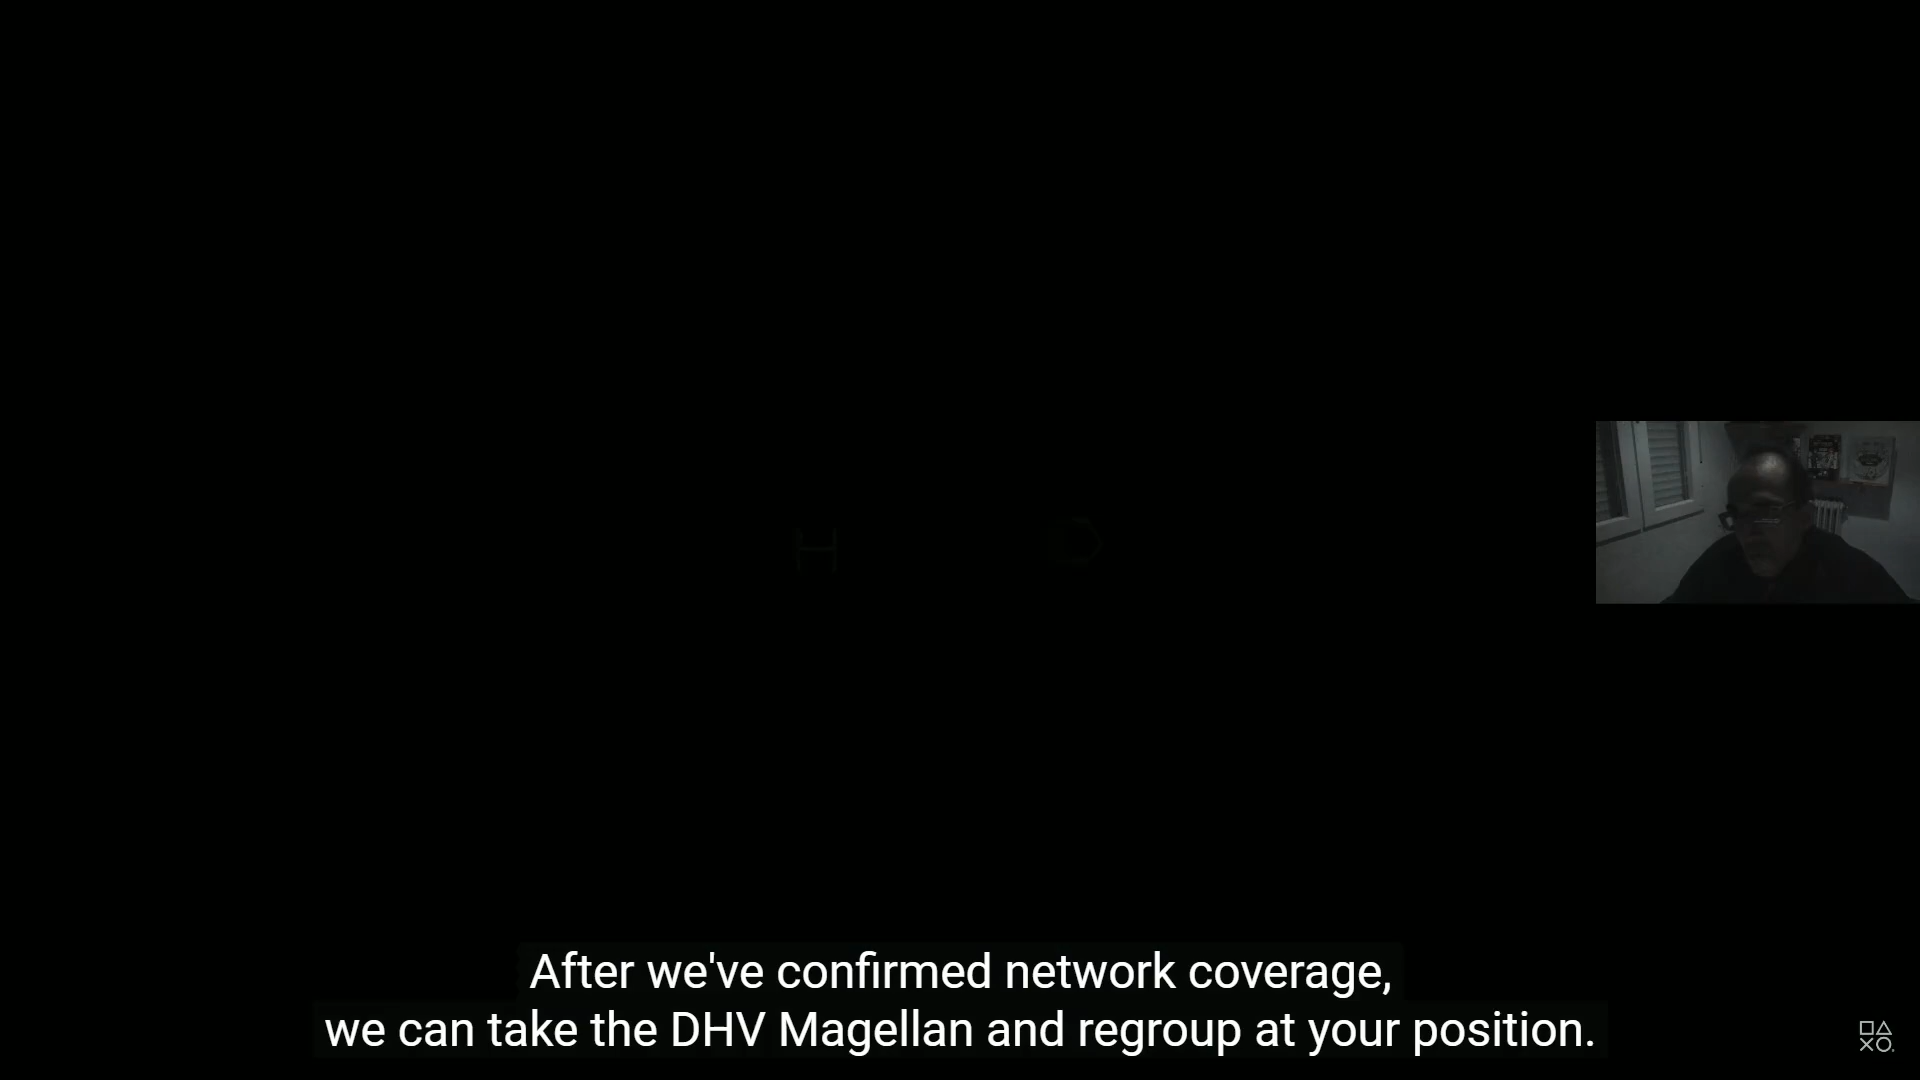 After we've confirmed network coverage,
we can take the DHV Magellan and regroup at your position.